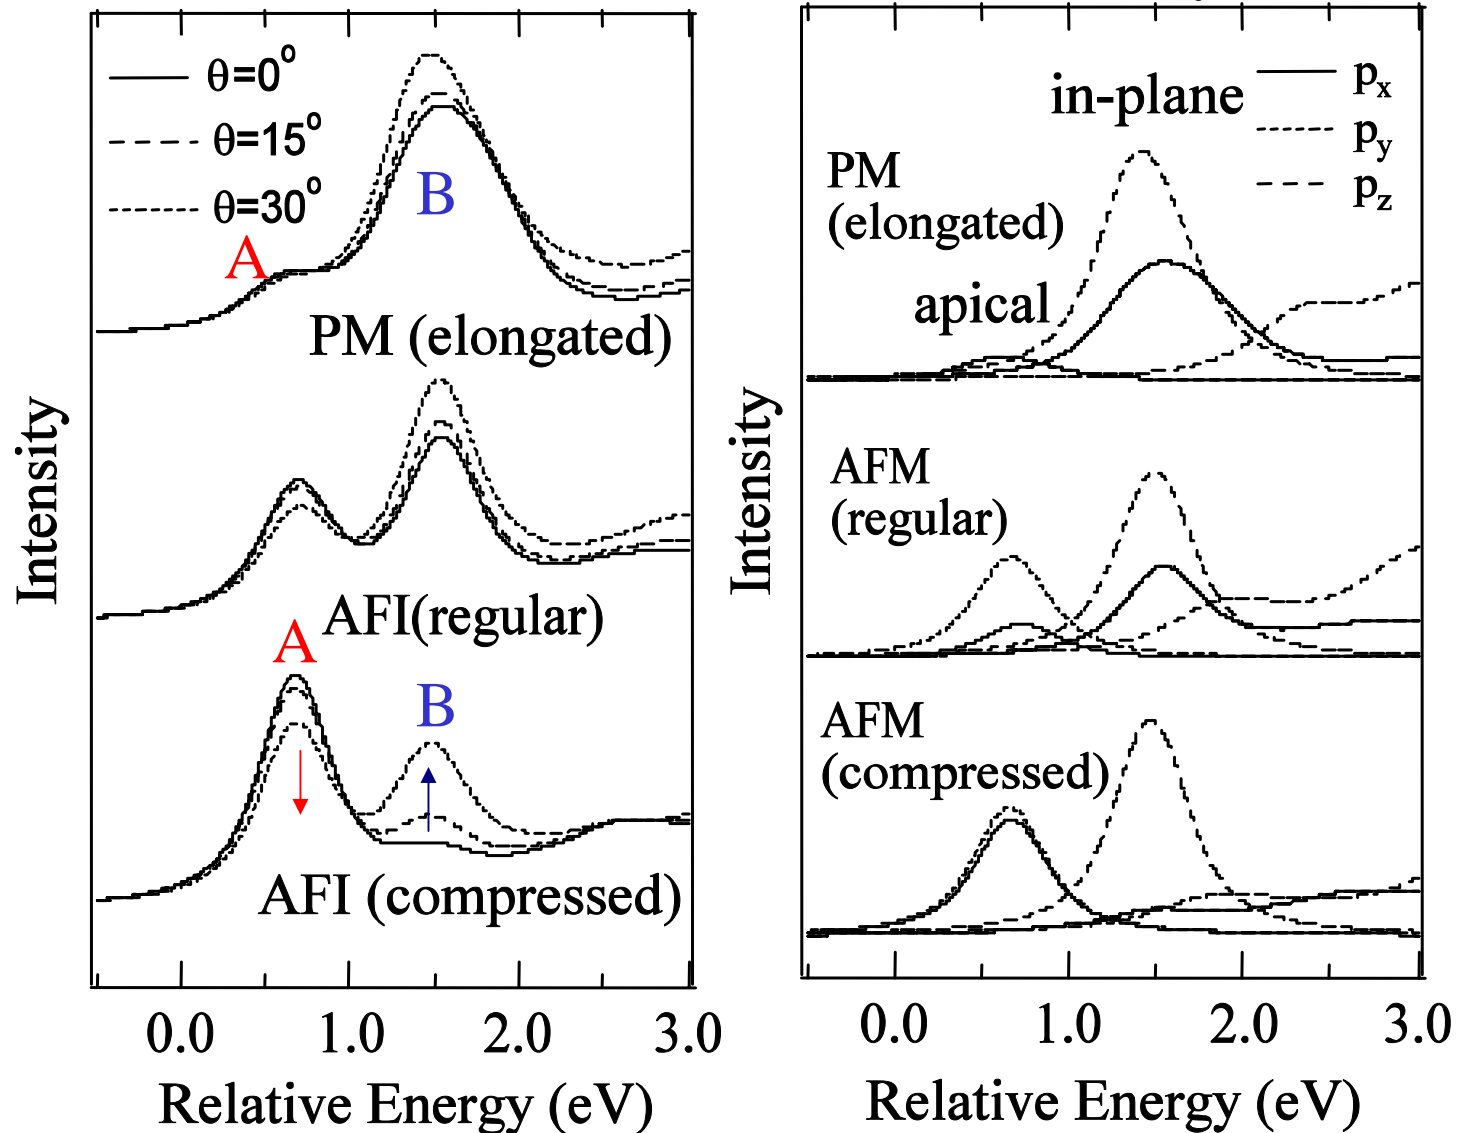 θ=0°
θ=15°
θ=30°
A
B
PM (elongated)
AFI(regular)
A
B
AFI (compressed)
Intensity
0.0 1.0 2.0 3.0
Relative Energy (eV)
in-plane
px
py
pz
PM
(elongated)
apical
AFM
(regular)
AFM
(compressed)
Intensity
0.0 1.0 2.0 3.0
Relative Energy (eV)